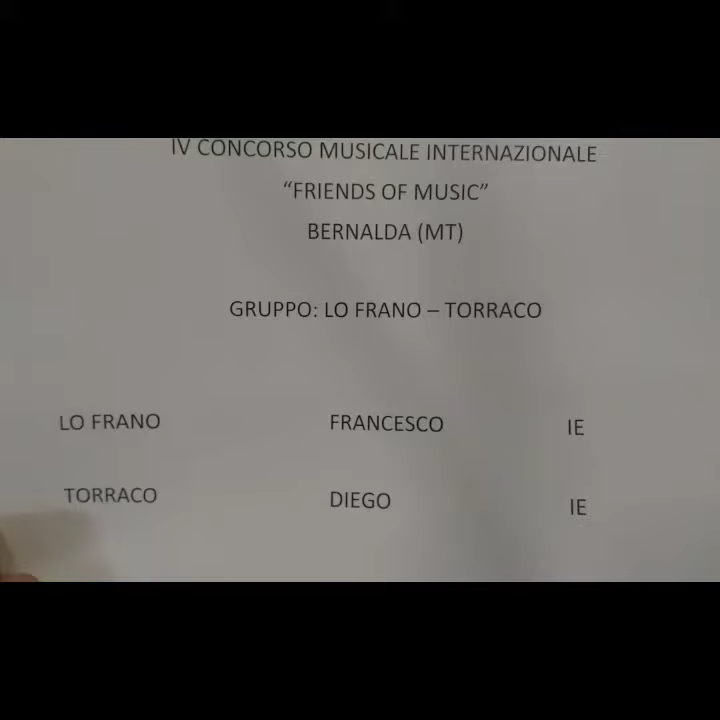 IV CONCORSO MUSICALE INTERNAZIONALE
“FRIENDS OF MUSIC”
BERNALDA (MT)
GRUPPO: LO FRANO – TORRACO
LO FRANO FRANCESCO IE
TORRACO DIEGO IE